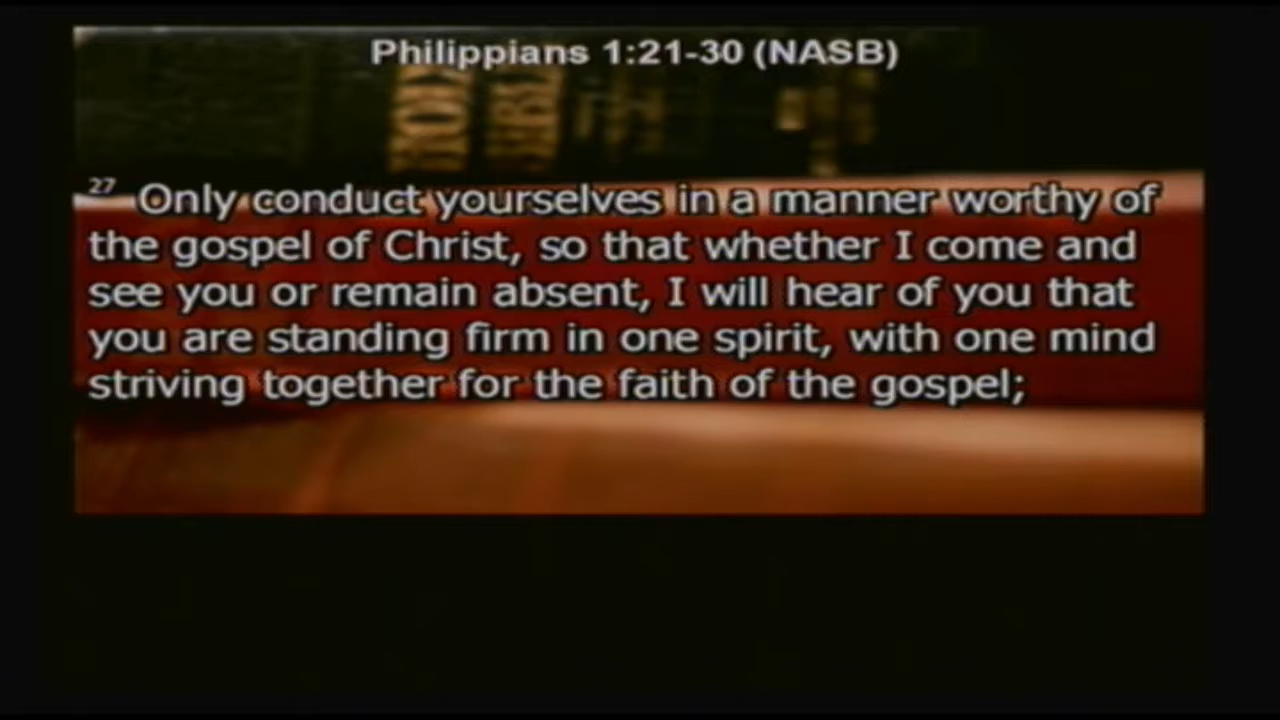 Philippians 1:21-30 (NASB)
27 Only conduct yourselves in a manner worthy of
the gospel of Christ, so that whether I come and
see you or remain absent, I will hear of you that
you are standing firm in one spirit, with one mind
striving together for the faith of the gospel;